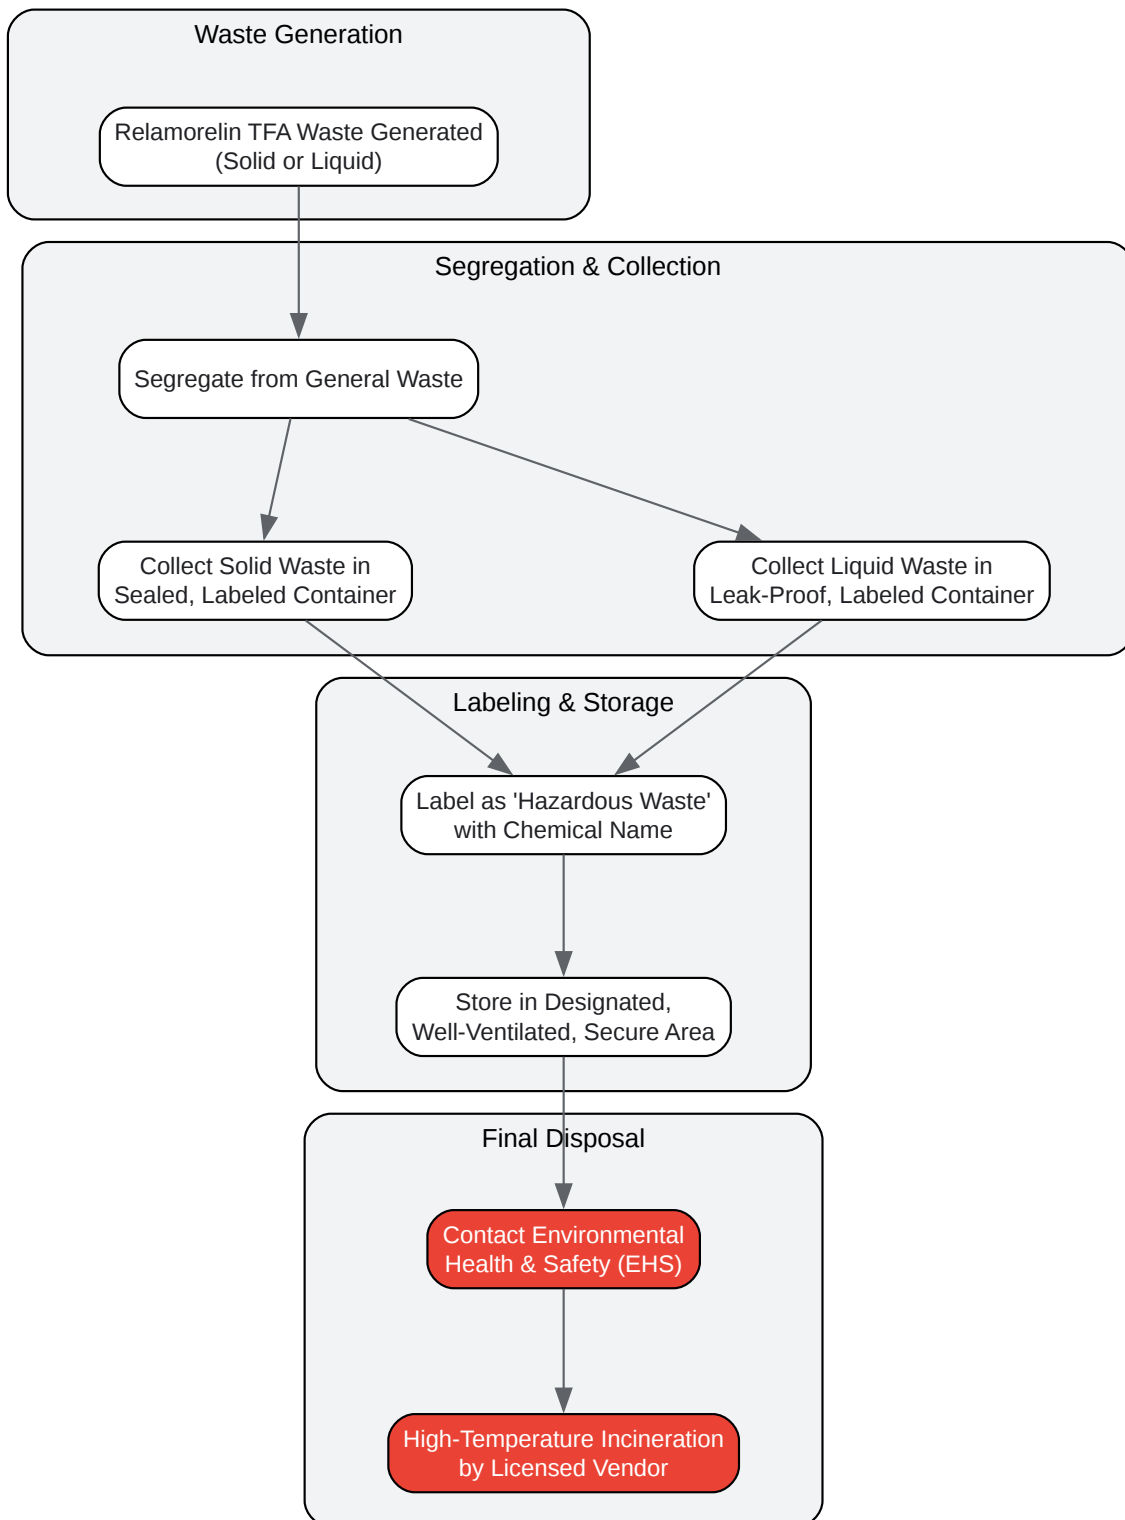 Waste Generation
Relamorelin TFA Waste Generated
(Solid or Liquid)
Segregation & Collection
Segregate from General Waste
Collect Solid Waste in
Sealed, Labeled Container
Collect Liquid Waste in
Leak-Proof, Labeled Container
Labeling & Storage
Label as 'Hazardous Waste'
with Chemical Name
Store in Designated,
Well-Ventilated, Secure Area
Final Disposal
Contact Environmental
Health & Safety (EHS)
High-Temperature Incineration
by Licensed Vendor